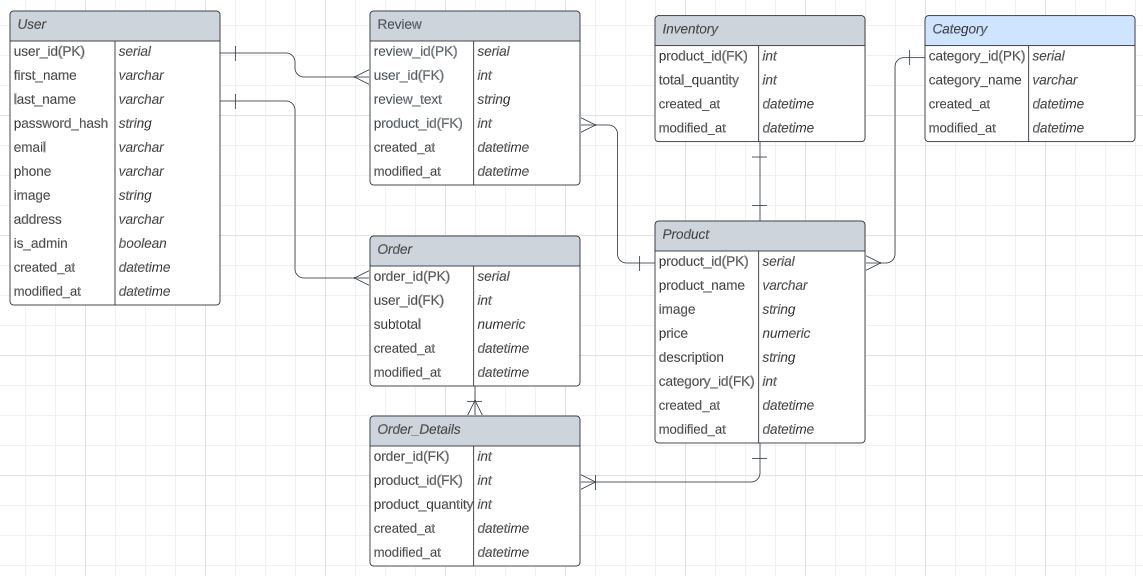 User
user_id(PK) serial
first_name varchar
last_name varchar
password_hash string
email varchar
phone varchar
image string
address varchar
is_admin boolean
created_at datetime
modified_at datetime
Review
review_id(PK) serial
user_id(FK) int
review_text string
product_id(FK) int
created_at datetime
modified_at datetime
Inventory
product_id(FK) int
total_quantity int
created_at datetime
modified_at datetime
Category
category_id(PK) serial
category_name varchar
created_at datetime
modified_at datetime
Order
order_id(PK) serial
user_id(FK) int
subtotal numeric
created_at datetime
modified_at datetime
Product
product_id(PK) serial
product_name varchar
image string
price numeric
description string
category_id(FK) int
created_at datetime
modified_at datetime
Order_Details
order_id(FK) int
product_id(FK) int
product_quantity int
created_at datetime
modified_at datetime